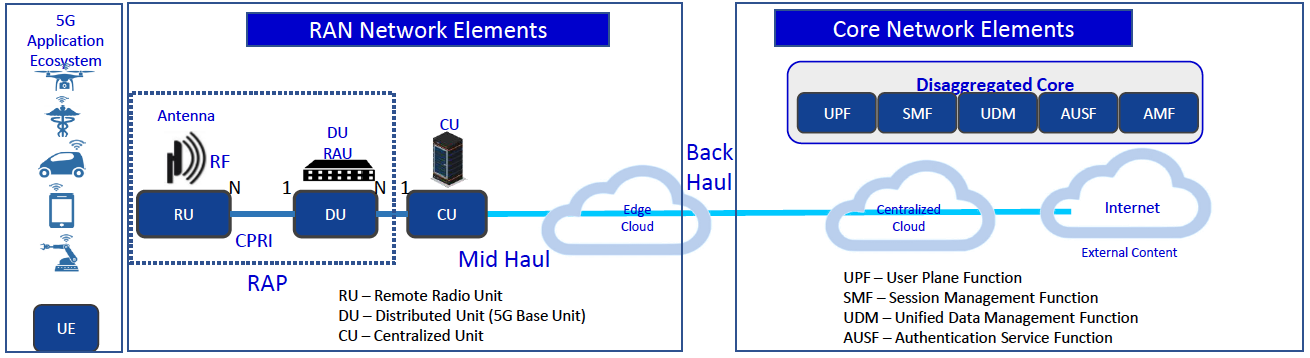 5G
Application
Ecosystem
UE
RAN Network Elements
Antenna
RF
DU
RAU
CU
N
1
N
1
RU
DU
CU
CPRI
RAP
Mid Haul
Edge
Cloud
RU – Remote Radio Unit
DU – Distributed Unit (5G Base Unit)
CU – Centralized Unit
Back
Haul
Core Network Elements
Disaggregated Core
UPF
SMF
UDM
AUSF
AMF
Centralized
Cloud
Internet
External Content
UPF – User Plane Function
SMF – Session Management Function
UDM – Unified Data Management Function
AUSF – Authentication Service Function